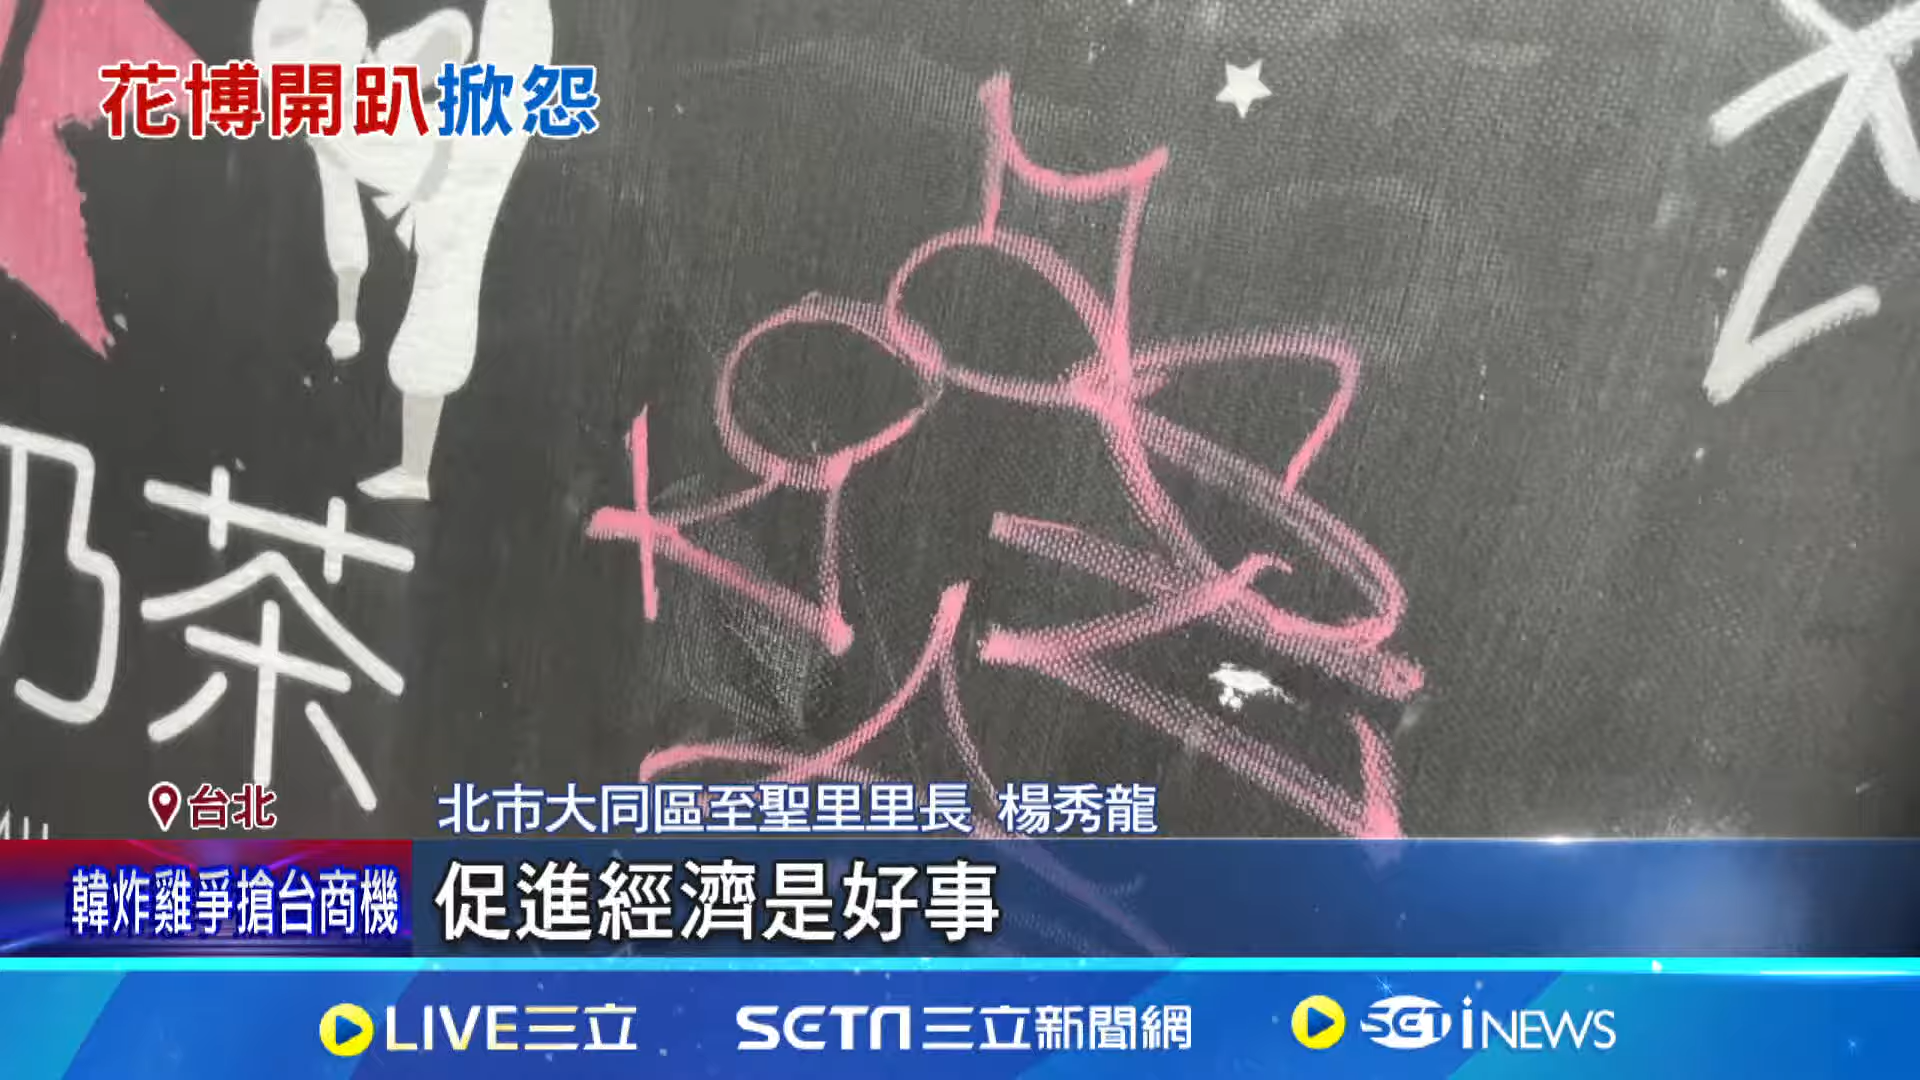 花博開趴掀怨
乃茶
台北
北市大同區至聖里里長 楊秀龍
韓炸雞爭搶台商機
促進經濟是好事
LIVE三立
SETN三立新聞網
SET iNEWS